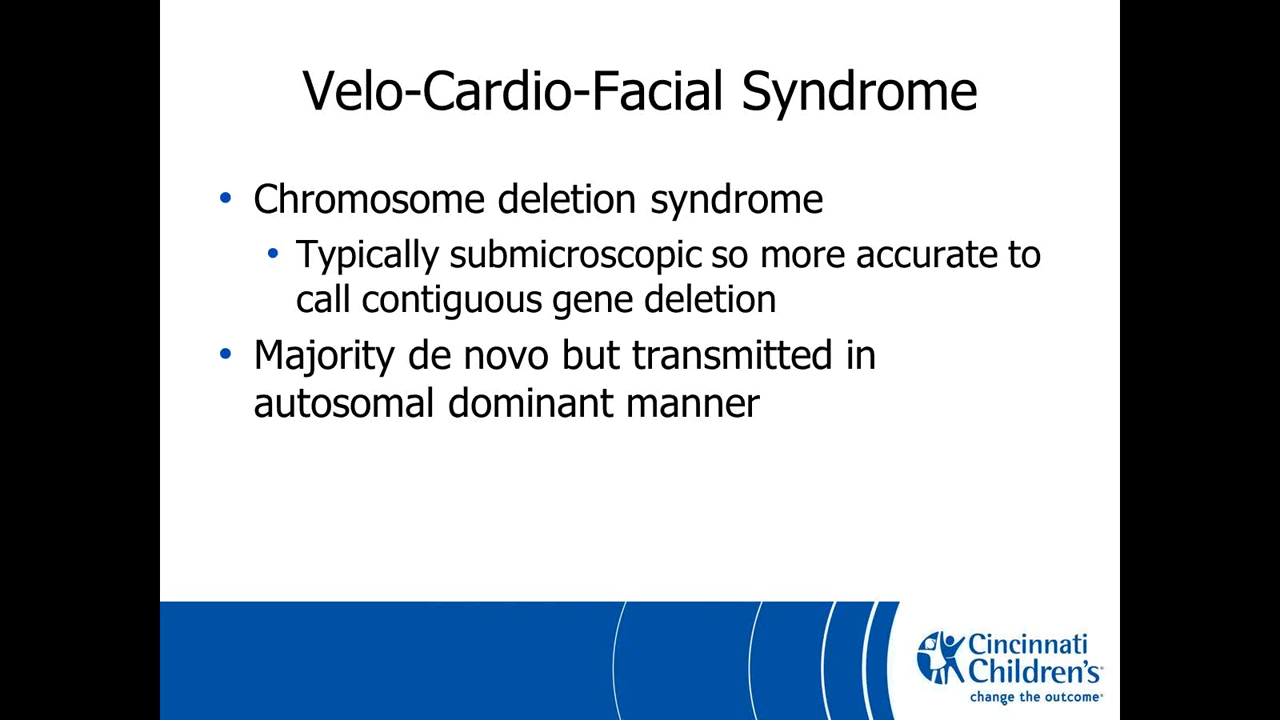 Velo-Cardio-Facial Syndrome
• Chromosome deletion syndrome
• Typically submicroscopic so more accurate to
call contiguous gene deletion
• Majority de novo but transmitted in
autosomal dominant manner
Cincinnati
Children's
change the outcome